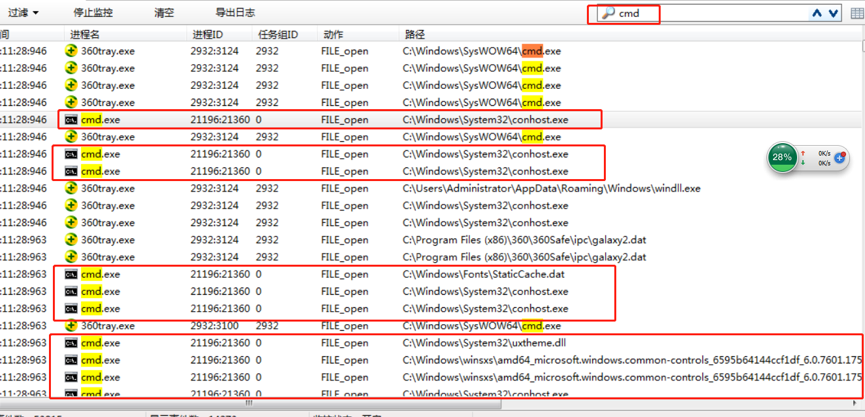 过滤 停止监控 清空 导出日志 cmd
间 进程名 进程ID 任务组ID 动作 路径
:11:28:946 360tray.exe 2932:3124 2932 FILE_open C:\Windows\SysWOW64\cmd.exe
:11:28:946 360tray.exe 2932:3124 2932 FILE_open C:\Windows\SysWOW64\cmd.exe
:11:28:946 360tray.exe 2932:3124 2932 FILE_open C:\Windows\SysWOW64\cmd.exe
:11:28:946 360tray.exe 2932:3124 2932 FILE_open C:\Windows\SysWOW64\cmd.exe
:11:28:946 cmd.exe 21196:21360 0 FILE_open C:\Windows\System32\conhost.exe
:11:28:946 360tray.exe 2932:3124 2932 FILE_open C:\Windows\SysWOW64\cmd.exe
:11:28:946 cmd.exe 21196:21360 0 FILE_open C:\Windows\System32\conhost.exe
:11:28:946 cmd.exe 21196:21360 0 FILE_open C:\Windows\System32\conhost.exe
28% 0K/s
0K/s
:11:28:946 360tray.exe 2932:3124 2932 FILE_open C:\Users\Administrator\AppData\Roaming\Windows\windll.exe
:11:28:946 360tray.exe 2932:3124 2932 FILE_open C:\Windows\System32\conhost.exe
:11:28:946 360tray.exe 2932:3124 2932 FILE_open C:\Windows\System32\conhost.exe
:11:28:963 360tray.exe 2932:3124 2932 FILE_open C:\Program Files (x86)\360\360Safe\ipc\galaxy2.dat
:11:28:963 360tray.exe 2932:3124 2932 FILE_open C:\Program Files (x86)\360\360Safe\ipc\galaxy2.dat
:11:28:963 cmd.exe 21196:21360 0 FILE_open C:\Windows\Fonts\StaticCache.dat
:11:28:963 cmd.exe 21196:21360 0 FILE_open C:\Windows\System32\conhost.exe
:11:28:963 cmd.exe 21196:21360 0 FILE_open C:\Windows\System32\conhost.exe
:11:28:963 360tray.exe 2932:3100 2932 FILE_open C:\Windows\SysWOW64\cmd.exe
:11:28:963 cmd.exe 21196:21360 0 FILE_open C:\Windows\System32\uxtheme.dll
:11:28:963 cmd.exe 21196:21360 0 FILE_open C:\Windows\winsxs\amd64_microsoft.windows.common-controls_6595b64144ccf1df_6.0.7601.175
:11:28:963 cmd.exe 21196:21360 0 FILE_open C:\Windows\winsxs\amd64_microsoft.windows.common-controls_6595b64144ccf1df_6.0.7601.175
:11:28:963 cmd.exe 21196:21360 0 FILE_open C:\Windows\System32\conhost.exe